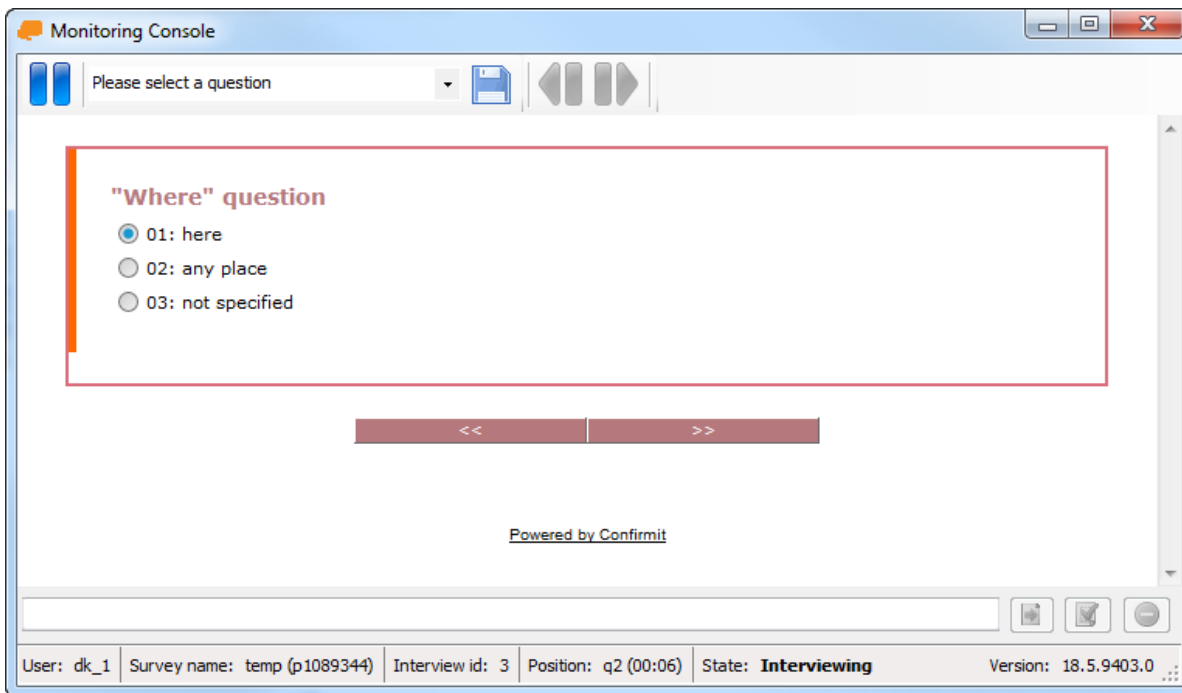 Monitoring Console
Please select a question
"Where" question
01: here
02: any place
03: not specified
<< >>
Powered by Confirmit
User: dk_1 Survey name: temp (p1089344) Interview id: 3 Position: q2 (00:06) State: Interviewing Version: 18.5.9403.0